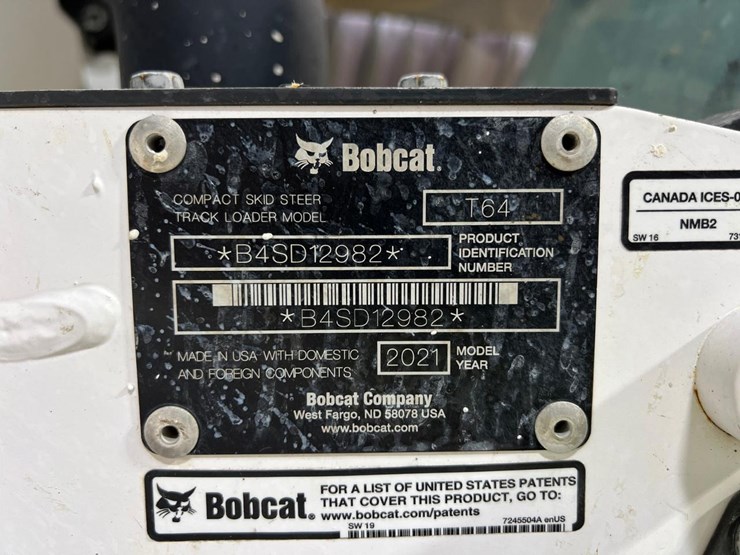 Bobcat®
COMPACT SKID STEER
TRACK LOADER MODEL
T64
*B4SD12982*
PRODUCT
IDENTIFICATION
NUMBER
*B4SD12982*
MADE IN USA WITH DOMESTIC
AND FOREIGN COMPONENTS
2021
MODEL
YEAR
Bobcat Company
West Fargo, ND 58078 USA
www.bobcat.com
CANADA ICES-0
NMB2
SW 16
731
Bobcat®
FOR A LIST OF UNITED STATES PATENTS
THAT COVER THIS PRODUCT, GO TO:
www.bobcat.com/patents
SW 19
7245504A enUS